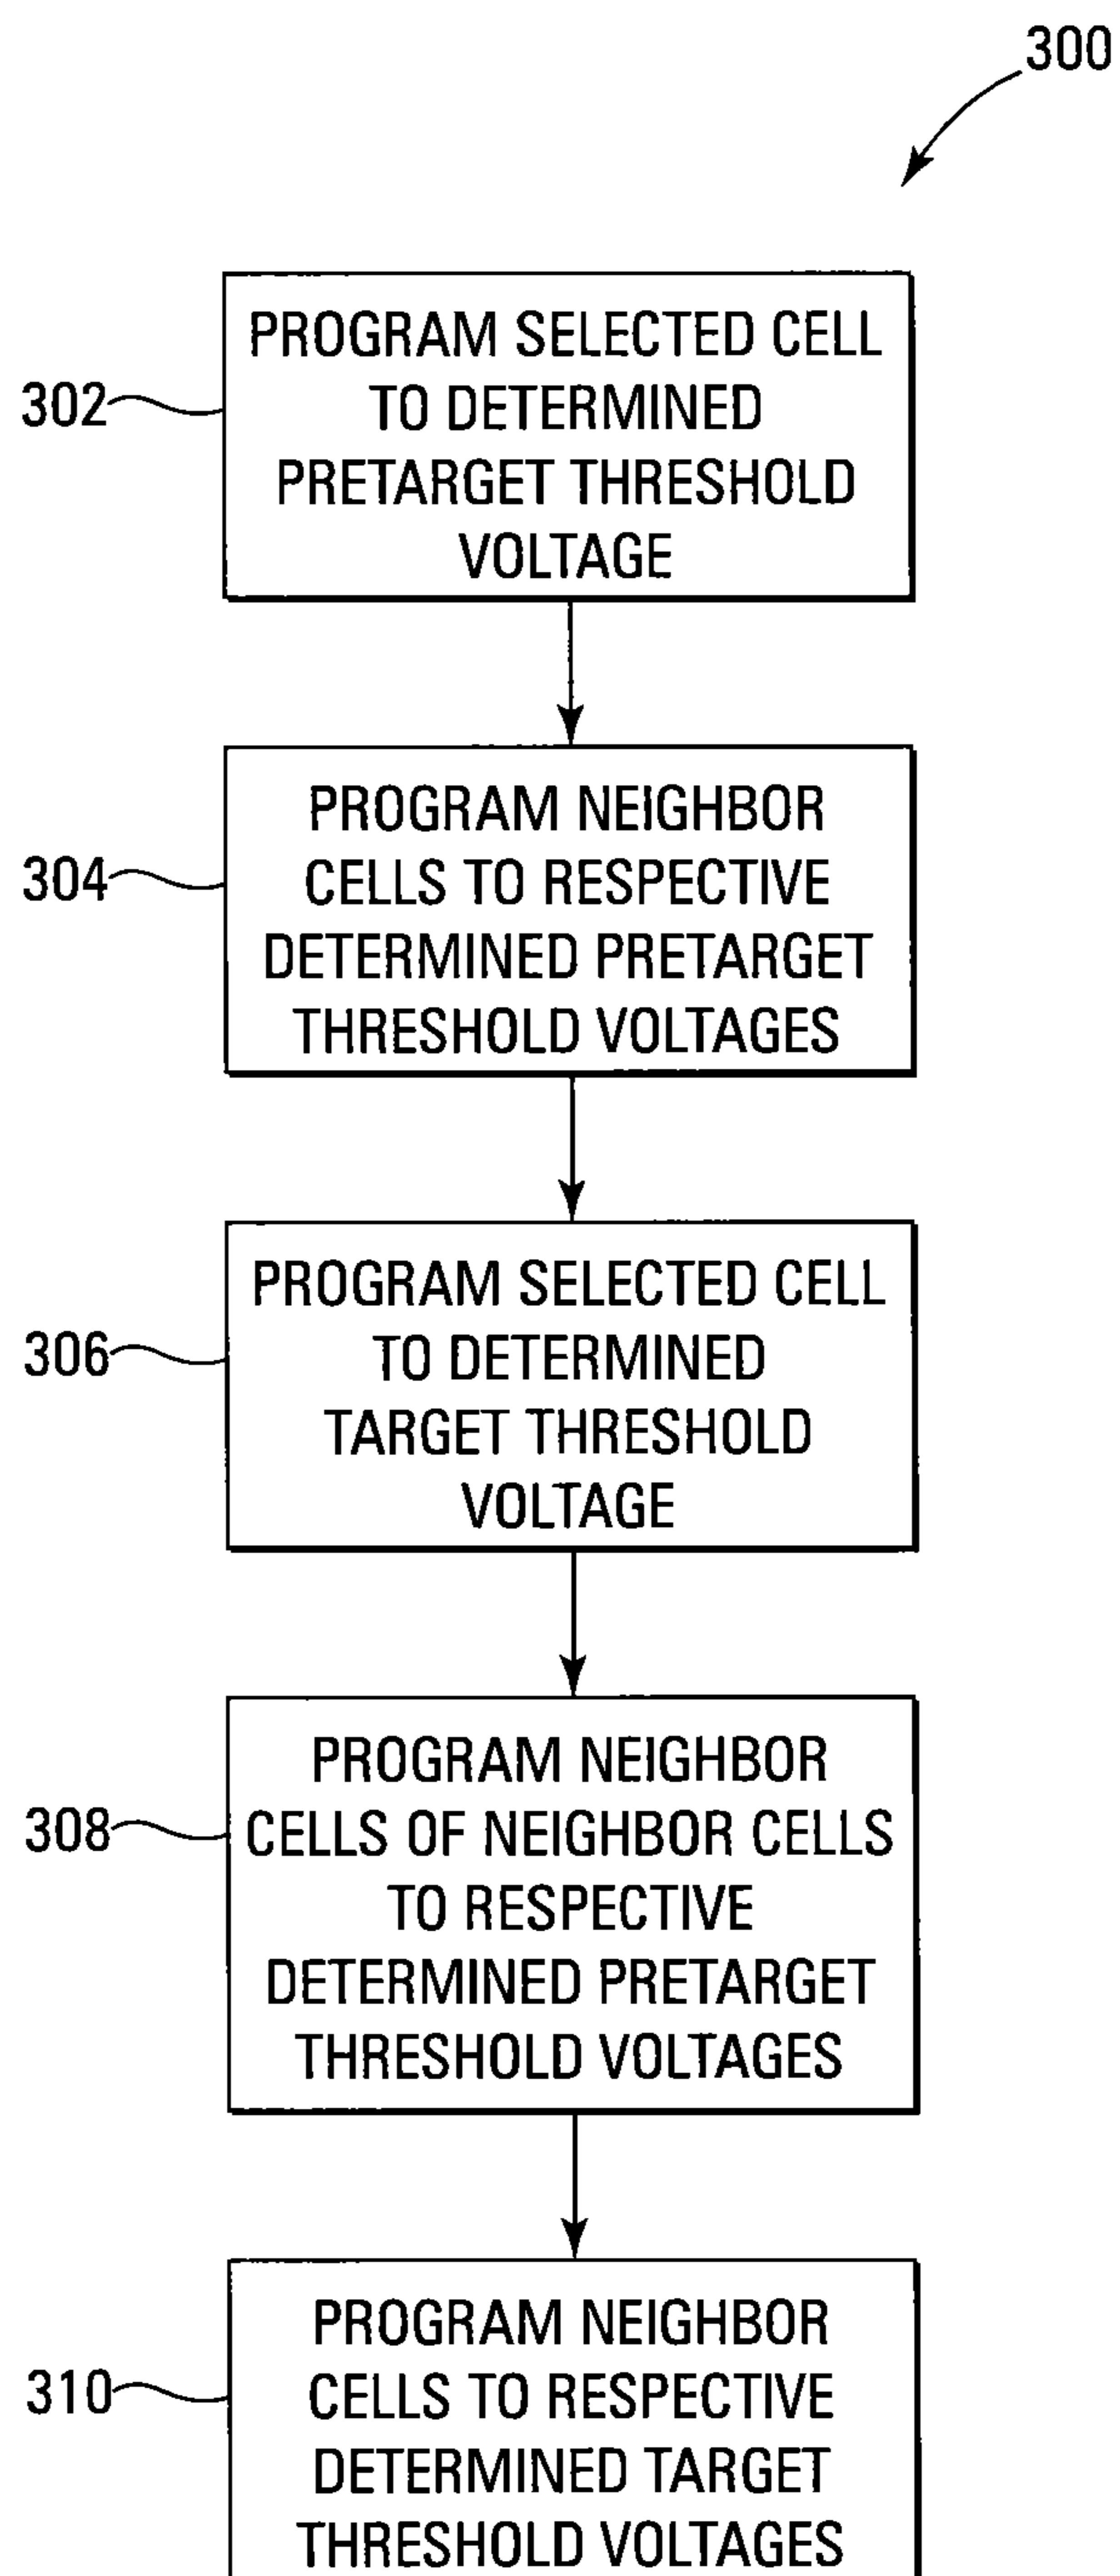 300
302
PROGRAM SELECTED CELL
TO DETERMINED
PRETARGET THRESHOLD
VOLTAGE
304
PROGRAM NEIGHBOR
CELLS TO RESPECTIVE
DETERMINED PRETARGET
THRESHOLD VOLTAGES
306
PROGRAM SELECTED CELL
TO DETERMINED
TARGET THRESHOLD
VOLTAGE
308
PROGRAM NEIGHBOR
CELLS OF NEIGHBOR CELLS
TO RESPECTIVE
DETERMINED PRETARGET
THRESHOLD VOLTAGES
310
PROGRAM NEIGHBOR
CELLS TO RESPECTIVE
DETERMINED TARGET
THRESHOLD VOLTAGES